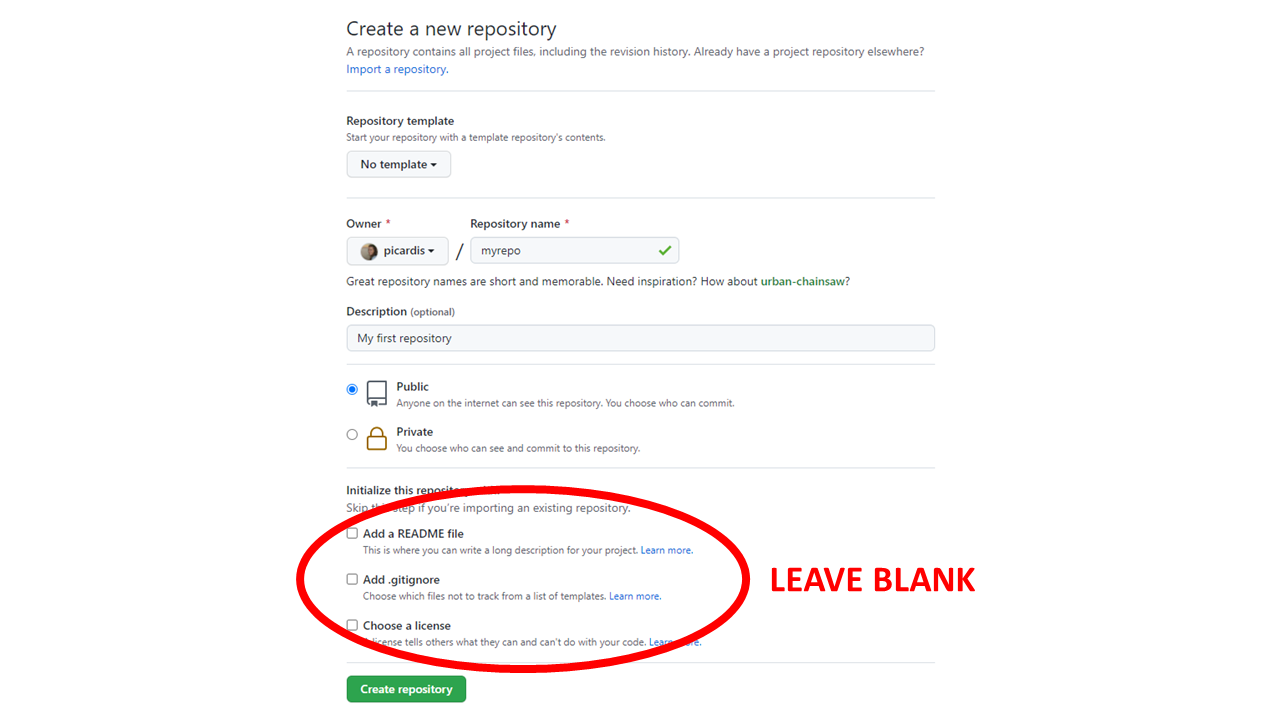 Create a new repository
A repository contains all project files, including the revision history. Already have a project repository elsewhere?
Import a repository.
Repository template
Start your repository with a template repository's contents.
No template
Owner * Repository name *
picardis / myrepo
Great repository names are short and memorable. Need inspiration? How about urban-chainsaw?
Description (optional)
My first repository
Public
Anyone on the internet can see this repository. You choose who can commit.
Private
You choose who can see and commit to this repository.
Initialize this repository
Skip this step if you're importing an existing repository.
Add a README file
This is where you can write a long description for your project. Learn more.
Add .gitignore
Choose which files not to track from a list of templates. Learn more.
LEAVE BLANK
Choose a license
license tells others what they can and can't do with your code. Learn more.
Create repository